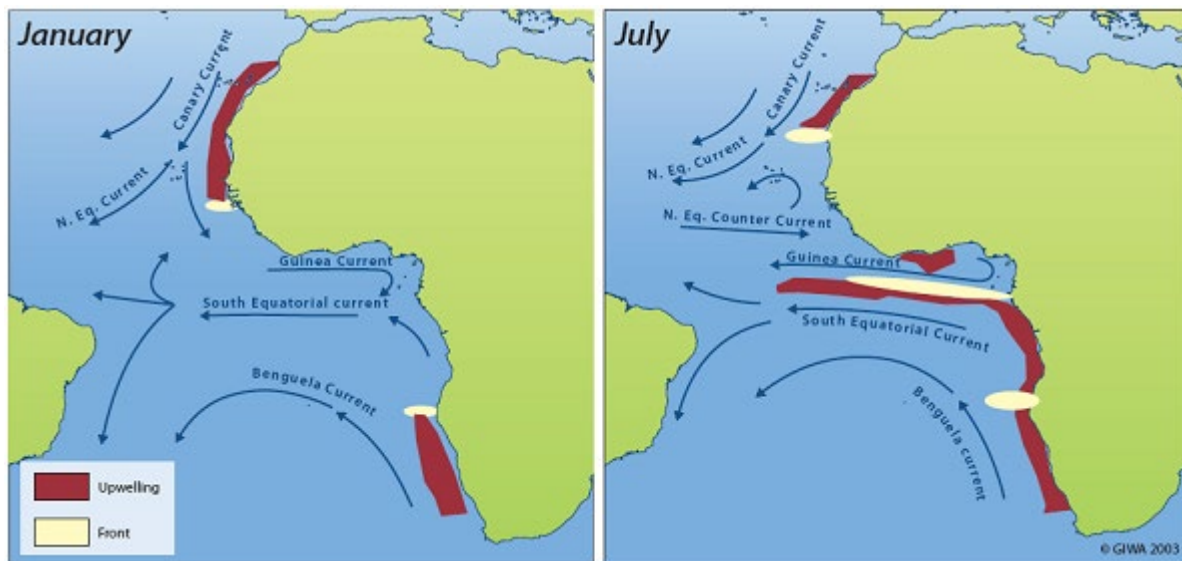 January
Canary Current
N. Eq. Current
Guinea Current
South Equatorial current
Benguela Current
Upwelling
Front
July
Canary Current
N. Eq. Current
N. Eq. Counter Current
Guinea Current
South Equatorial Current
Benguela current
© GIWA 2003